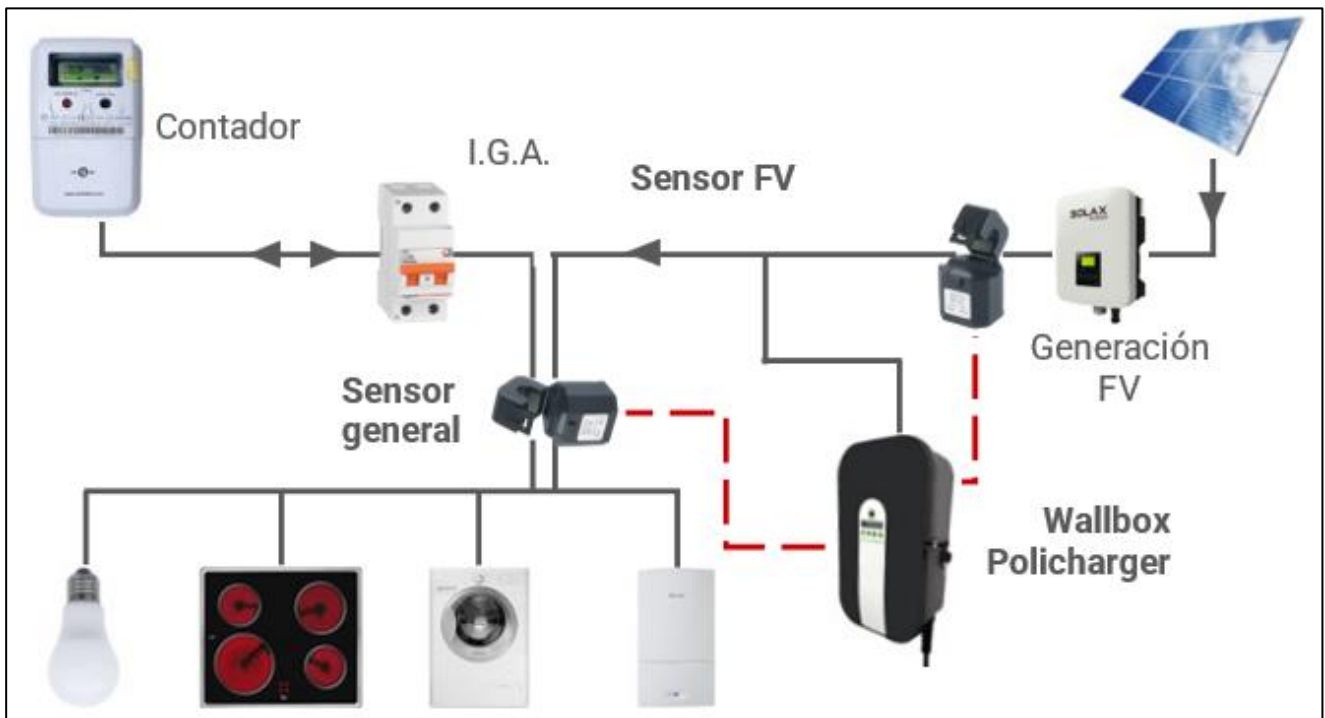 Contador
I.G.A.
Sensor FV
SOLAX
Generación
FV
Sensor
general
Wallbox
Policharger